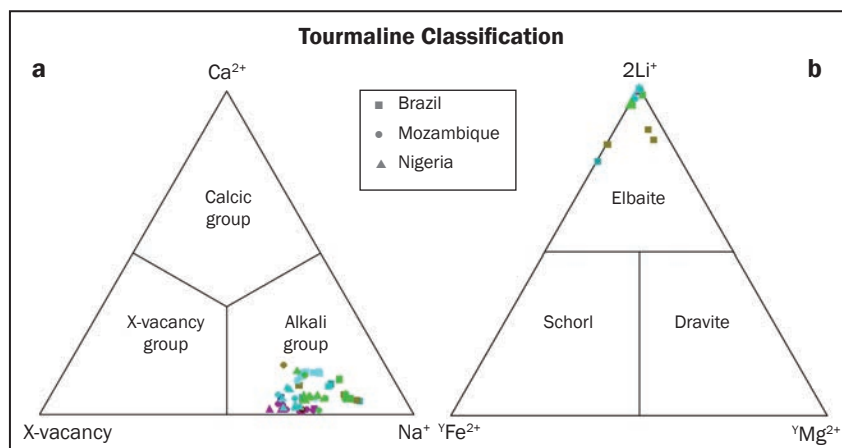 Tourmaline Classification
a
Ca²⁺
Calcic
group
X-vacancy
group
Alkali
group
X-vacancy
Na⁺
Brazil
Mozambique
Nigeria
b
2Li⁺
Elbaite
Schorl
Dravite
ʸFe²⁺
ʸMg²⁺